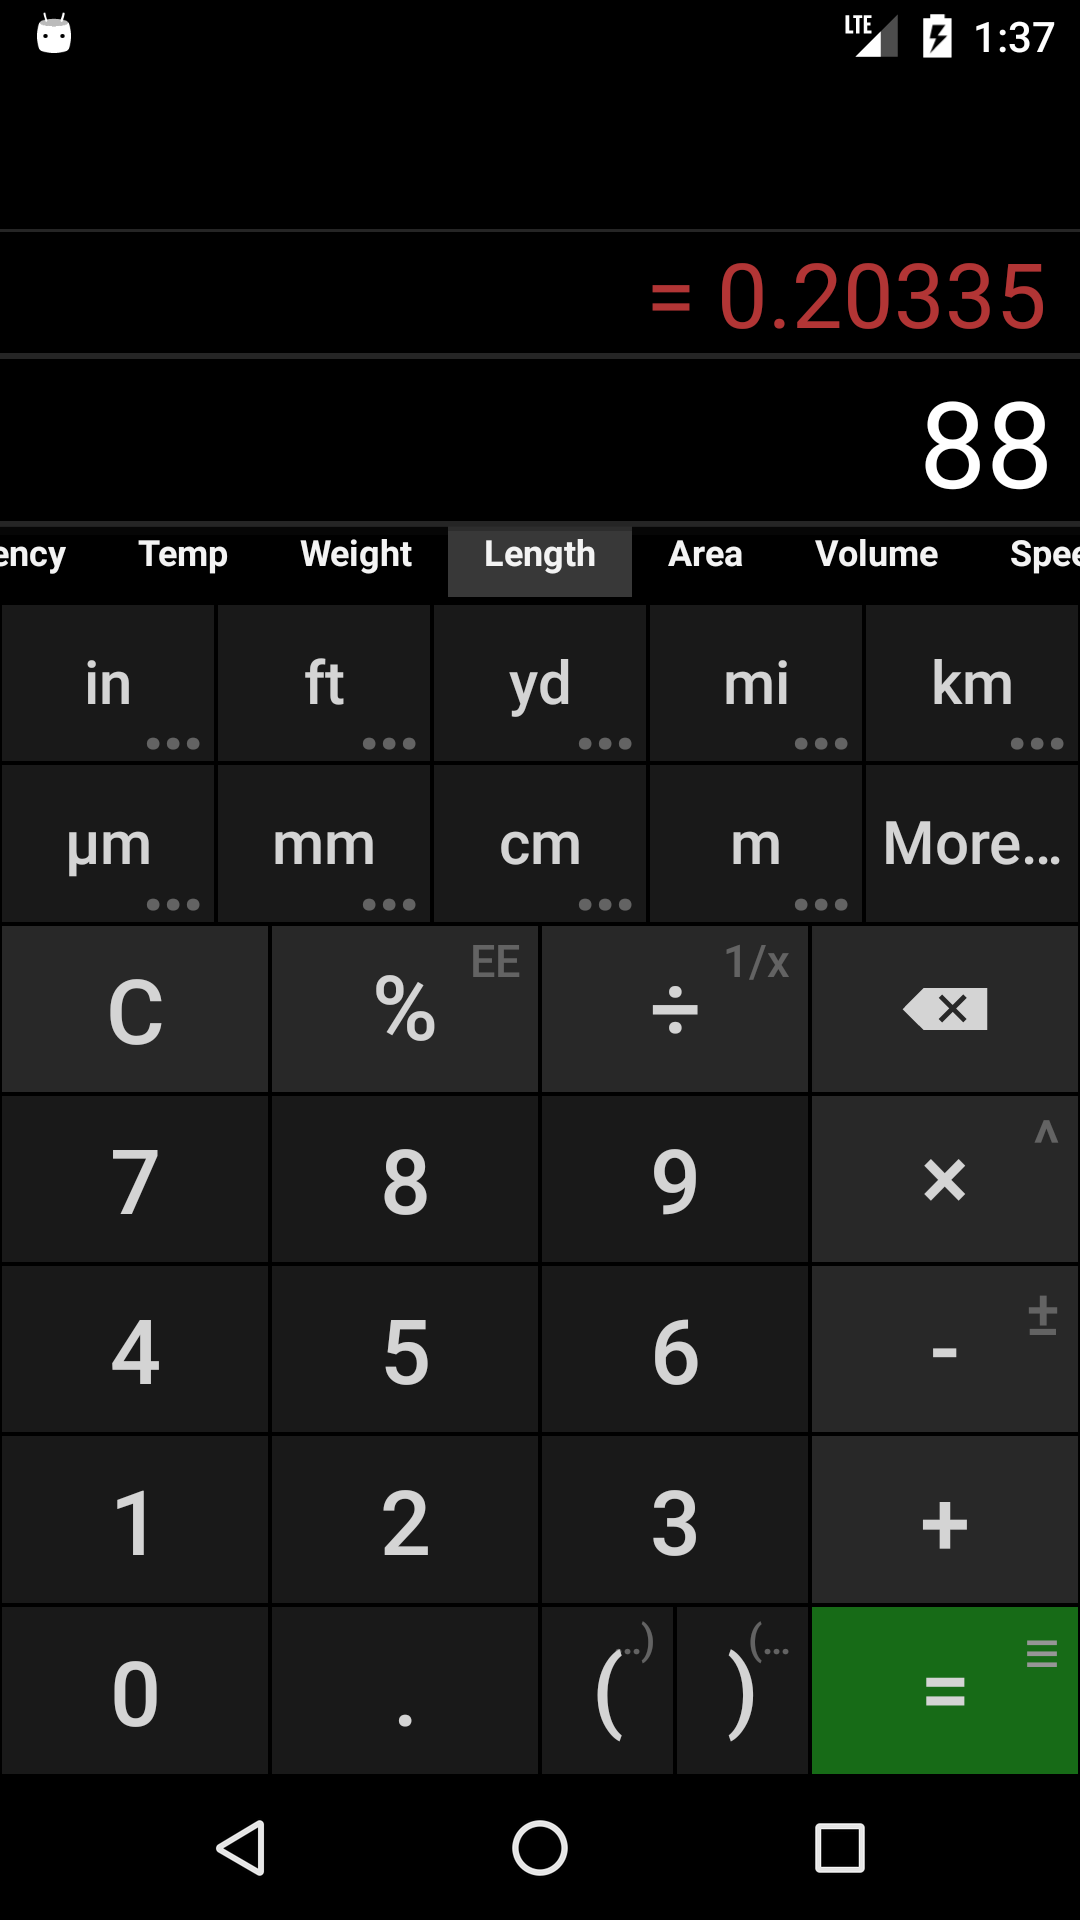 LTE 1:37
= 0.20335
88
ency Temp Weight Length Area Volume Spee
in ft yd mi km
µm mm cm m More...
C % EE ÷ 1/x
7 8 9 × ^
4 5 6 - ±
1 2 3 +
0 . ( ..) ) (... =